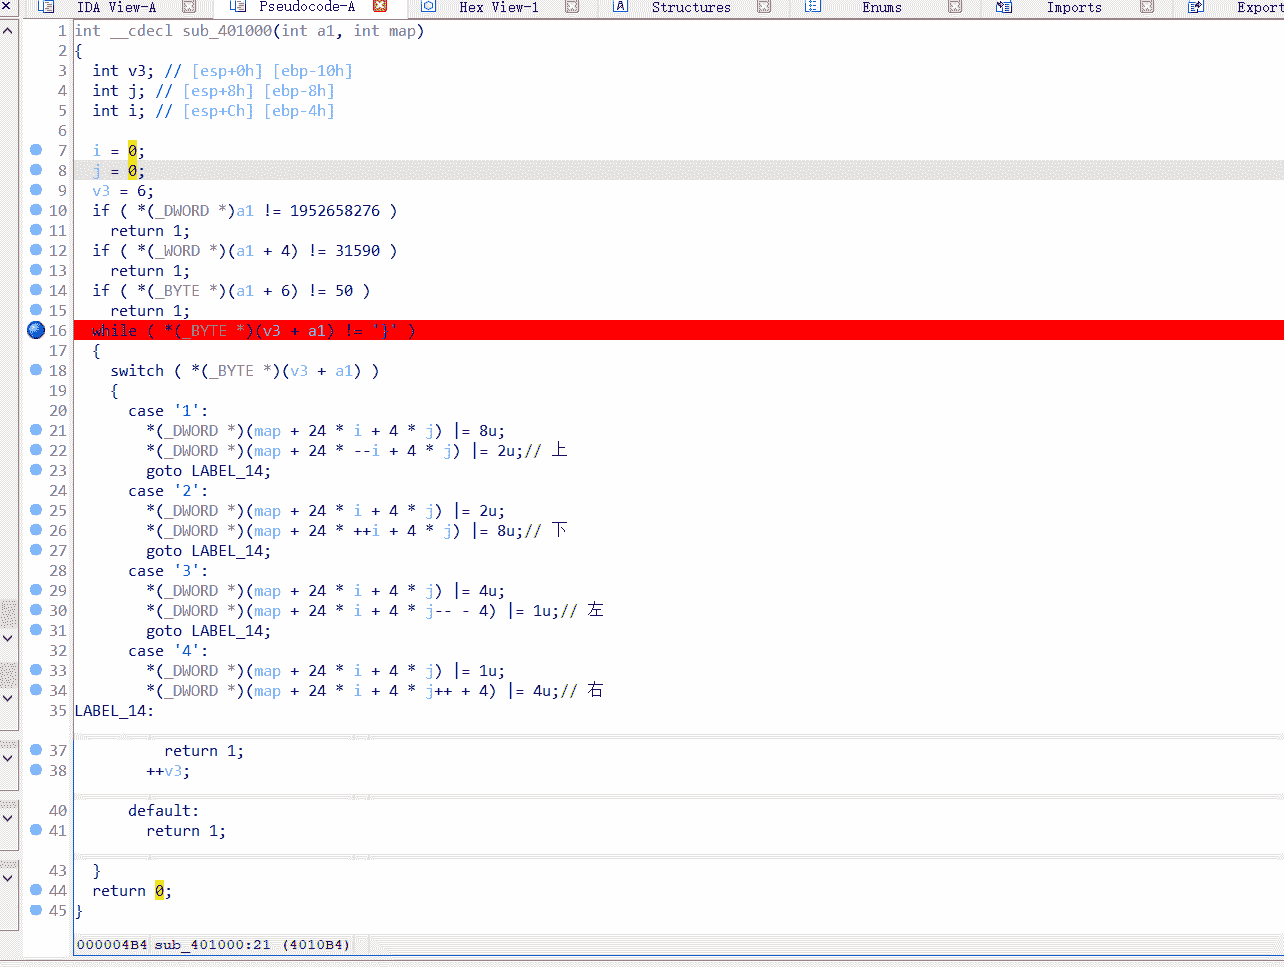 IDA View-A Pseudocode-A Hex View-1 Structures Enums Imports Export
1 int __cdecl sub_401000(int a1, int map)
2 {
3 int v3; // [esp+0h] [ebp-10h]
4 int j; // [esp+8h] [ebp-8h]
5 int i; // [esp+Ch] [ebp-4h]
6
7 i = 0;
8 j = 0;
9 v3 = 6;
10 if ( *(_DWORD *)a1 != 1952658276 )
11 return 1;
12 if ( *(_WORD *)(a1 + 4) != 31590 )
13 return 1;
14 if ( *(_BYTE *)(a1 + 6) != 50 )
15 return 1;
16 while ( *(_BYTE *)(v3 + a1) != '}' )
17 {
18 switch ( *(_BYTE *)(v3 + a1) )
19 {
20 case '1':
21 *(_DWORD *)(map + 24 * i + 4 * j) |= 8u;
22 *(_DWORD *)(map + 24 * --i + 4 * j) |= 2u;// 上
23 goto LABEL_14;
24 case '2':
25 *(_DWORD *)(map + 24 * i + 4 * j) |= 2u;
26 *(_DWORD *)(map + 24 * ++i + 4 * j) |= 8u;// 下
27 goto LABEL_14;
28 case '3':
29 *(_DWORD *)(map + 24 * i + 4 * j) |= 4u;
30 *(_DWORD *)(map + 24 * i + 4 * j-- - 4) |= 1u;// 左
31 goto LABEL_14;
32 case '4':
33 *(_DWORD *)(map + 24 * i + 4 * j) |= 1u;
34 *(_DWORD *)(map + 24 * i + 4 * j++ + 4) |= 4u;// 右
35 LABEL_14:
37 return 1;
38 ++v3;
40 default:
41 return 1;
43 }
44 return 0;
45 }
000004B4 sub_401000:21 (4010B4)